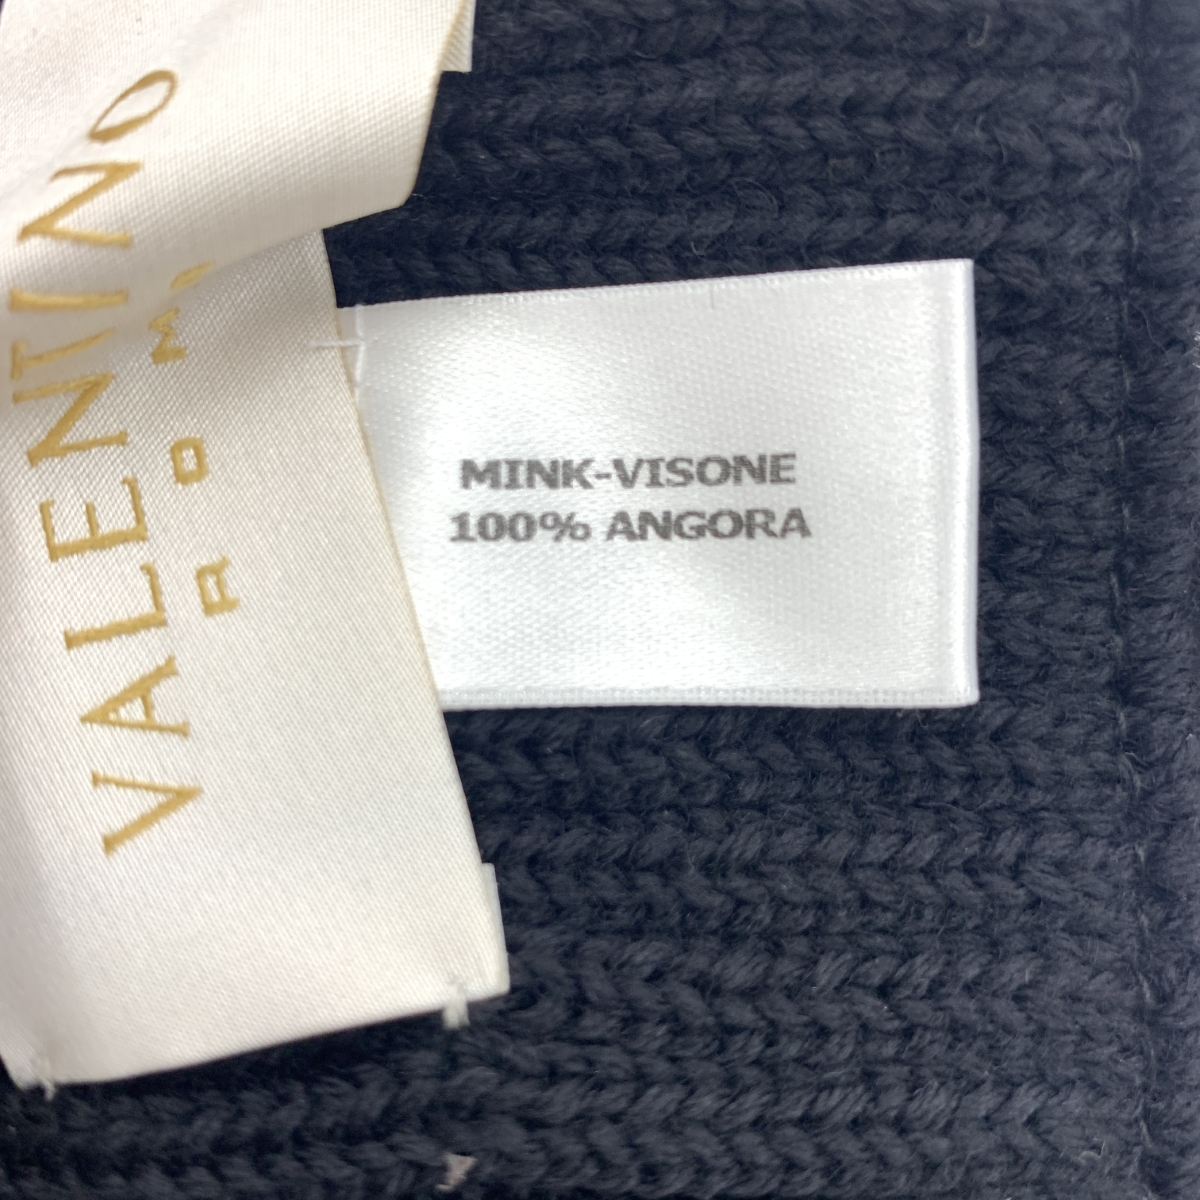 VALENTINO
ROMA
MINK-VISONE
100% ANGORA